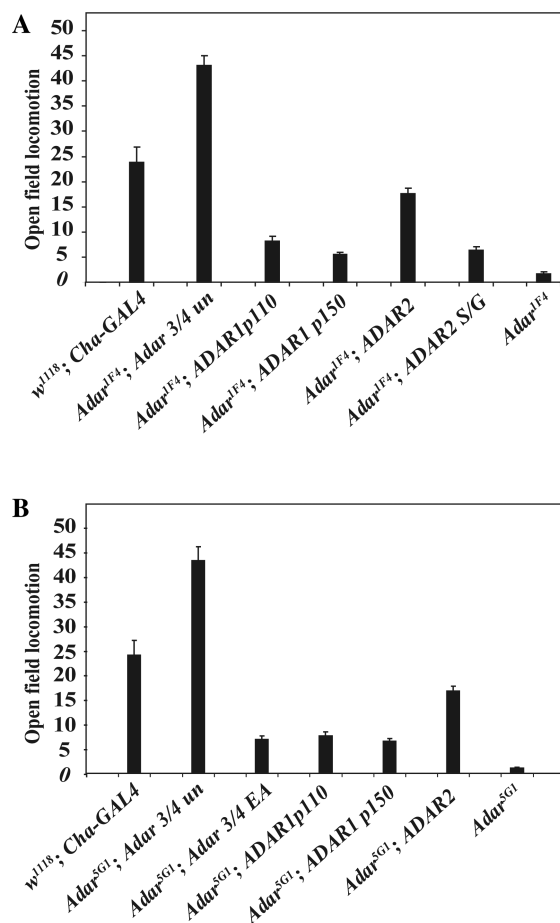 A
Open field locomotion
50
45
40
35
30
25
20
15
10
5
0
w1118; Cha-GAL4
Adar1F4; Adar 3/4 un
Adar1F4; ADAR1p110
Adar1F4; ADAR1 p150
Adar1F4; ADAR2
Adar1F4; ADAR2 S/G
Adar1F4
B
Open field locomotion
50
45
40
35
30
25
20
15
10
5
0
w1118; Cha-GAL4
Adar5G1; Adar 3/4 un
Adar5G1; Adar 3/4 EA
Adar5G1; ADAR1p110
Adar5G1; ADAR1 p150
Adar5G1; ADAR2
Adar5G1